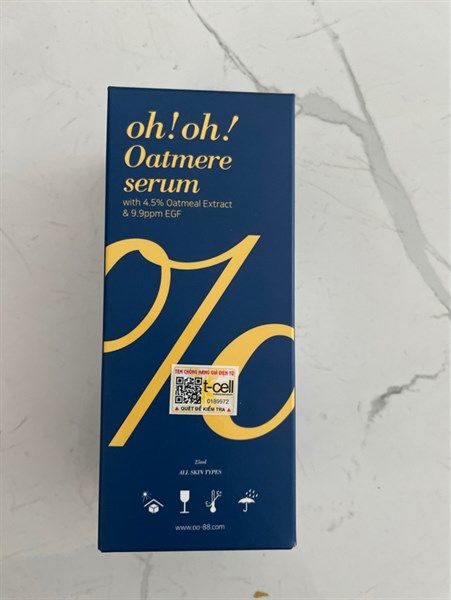 oh!oh!
Oatmere
serum
with 4.5% Oatmeal Extract
& 9.9ppm EGF
%
TEM CHỐNG HÀNG GIẢ ĐIỆN TỬ
t-cell
0189972
QUÉT ĐỂ KIỂM TRA
25ml
ALL SKIN TYPES
www.oo-88.com